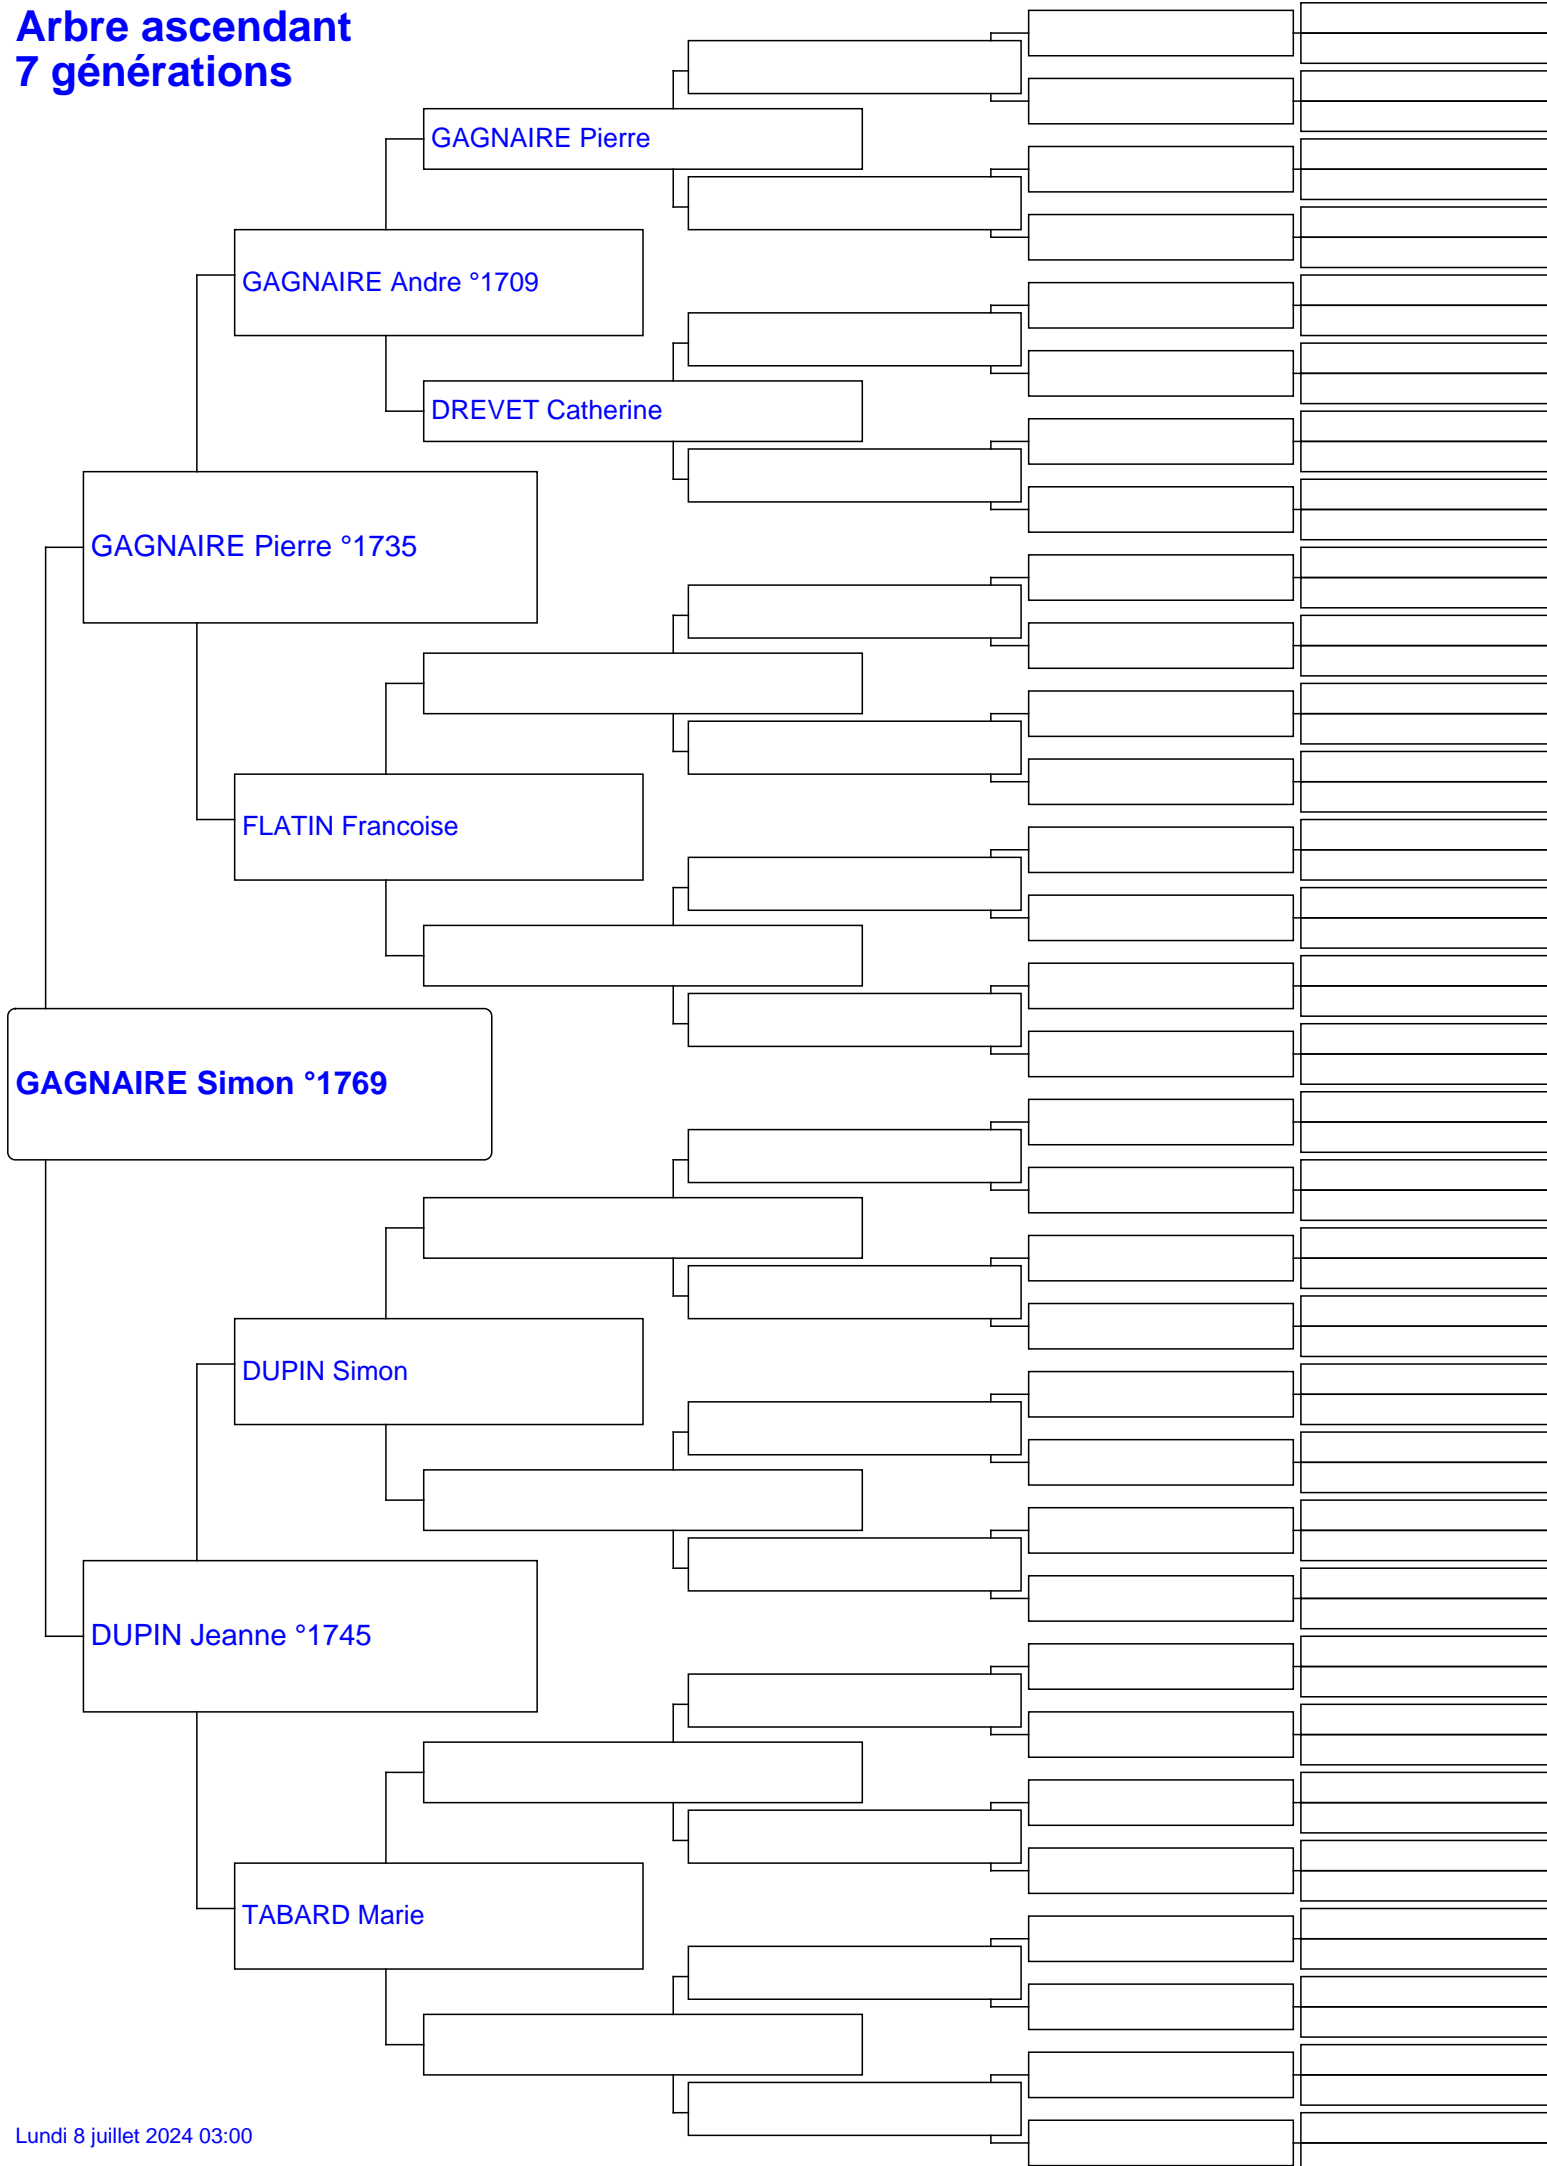 Arbre ascendant
7 générations
GAGNAIRE Pierre
GAGNAIRE Andre °1709
DREVET Catherine
GAGNAIRE Pierre °1735
FLATIN Francoise
GAGNAIRE Simon °1769
DUPIN Simon
DUPIN Jeanne °1745
TABARD Marie
Lundi 8 juillet 2024 03:00